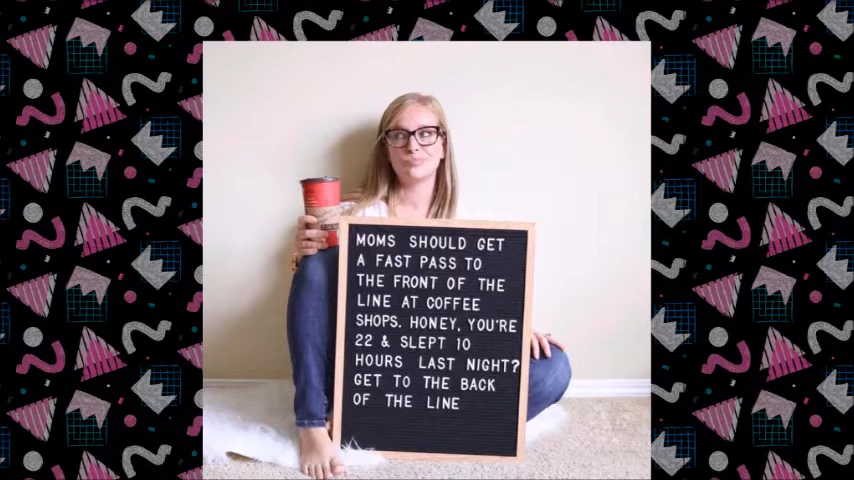 MOMS SHOULD GET
A FAST PASS TO
THE FRONT OF THE
LINE AT COFFEE
SHOPS. HONEY, YOU'RE
22 & SLEPT 10
HOURS LAST NIGHT?
GET TO THE BACK
OF THE LINE